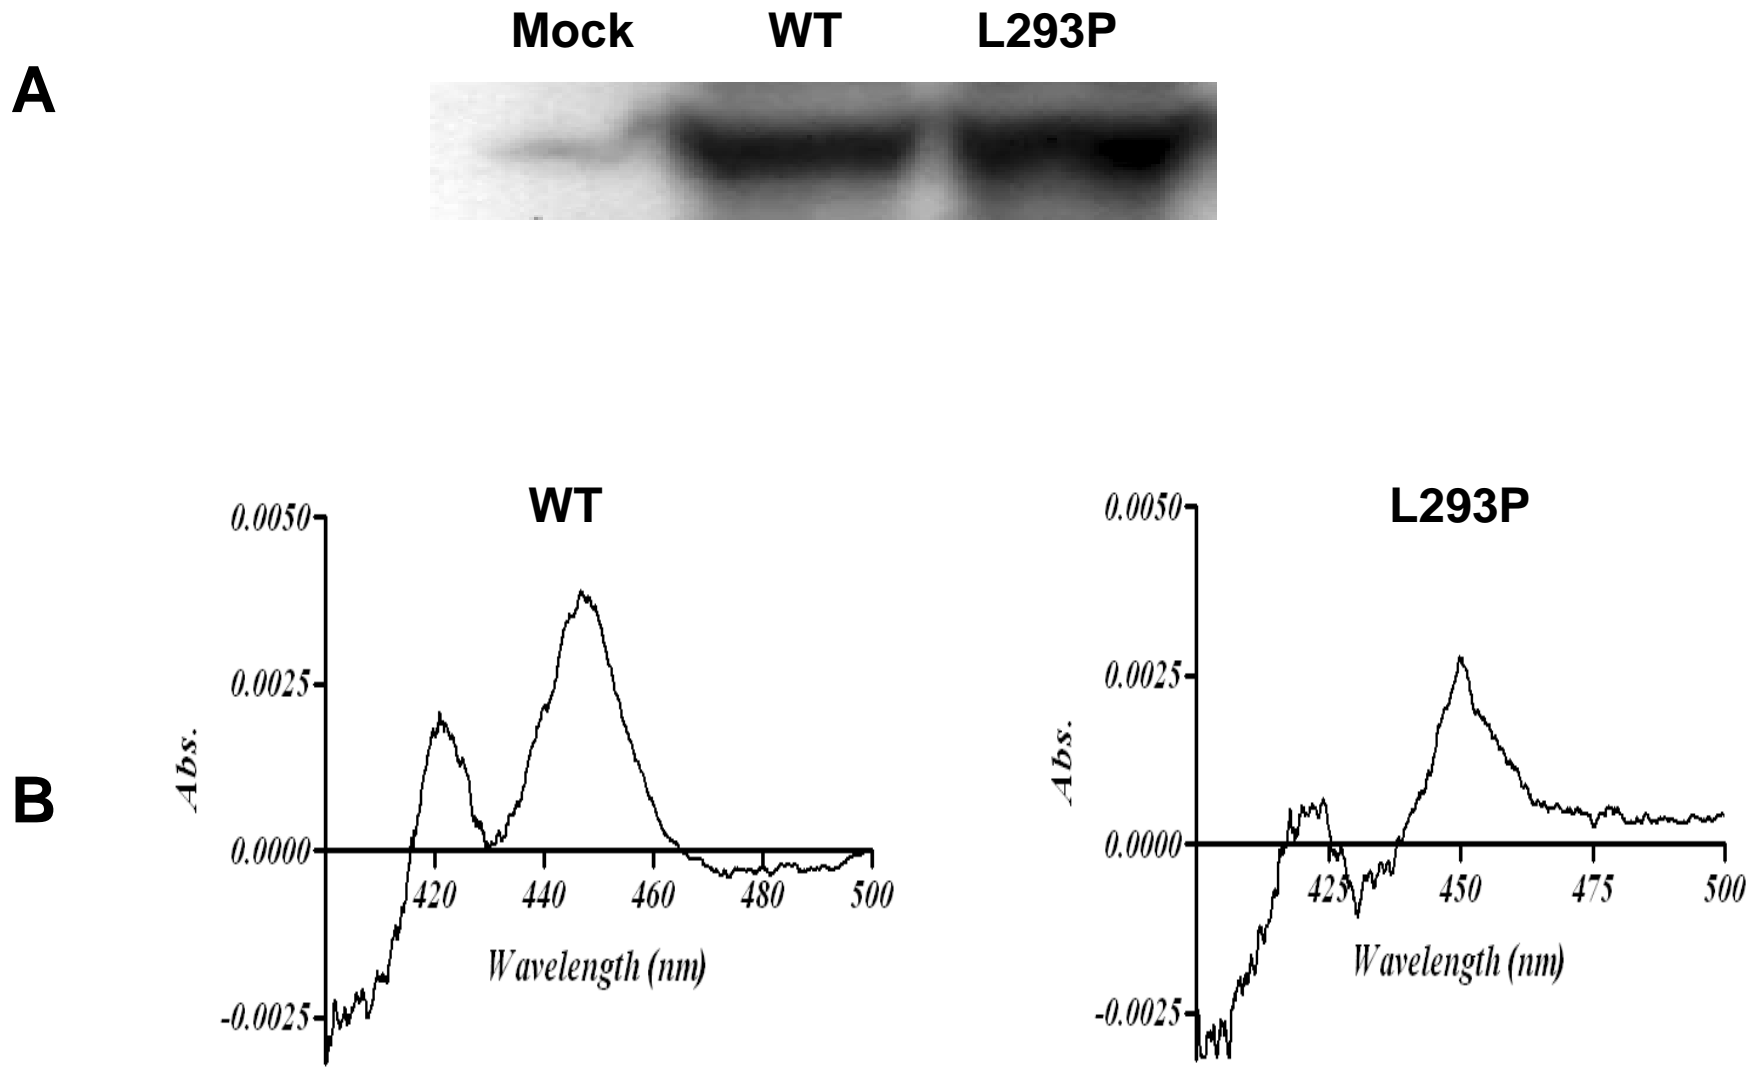 Mock WT L293P
A
WT L293P
0.0050 0.0050
0.0025 0.0025
Abs. Abs.
B
0.0000 0.0000
420 440 460 480 500 425 450 475 500
Wavelength (nm) Wavelength (nm)
-0.0025 -0.0025